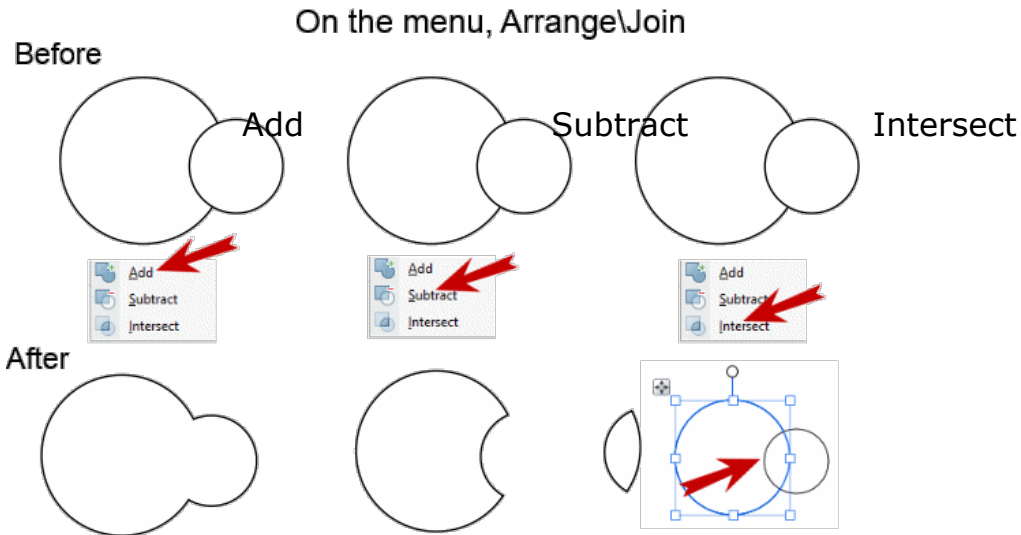 On the menu, Arrange\Join
Before
Add
Subtract
Intersect
Add
Subtract
Intersect
Add
Subtract
Intersect
Add
Subtract
Intersect
After